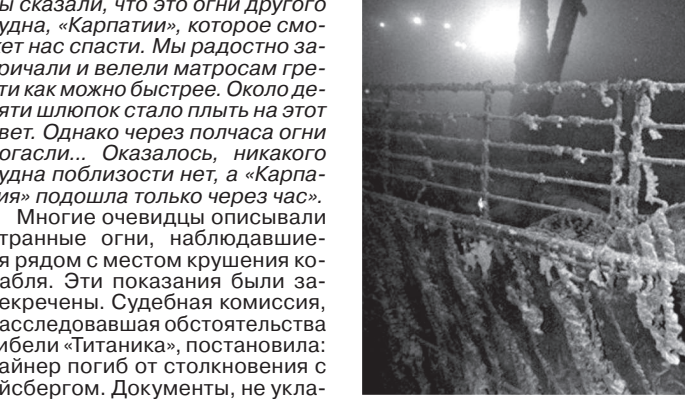 ы сказали, что это огни другого
удна, «Карпатии», которое смо-
ет нас спасти. Мы радостно за-
ричали и велели матросам гре-
ти как можно быстрее. Около де-
яти шлюпок стало плыть на этот
вет. Однако через полчаса огни
огасли... Оказалось, никакого
удна поблизости нет, а «Карпа-
ия» подошла только через час».
Многие очевидцы описывали
транные огни, наблюдавшие-
я рядом с местом крушения ко-
абля. Эти показания были за-
екречены. Судебная комиссия,
асследовавшая обстоятельства
ибели «Титаника», постановила:
айнер погиб от столкновения с
йсбергом. Документы, не укла-